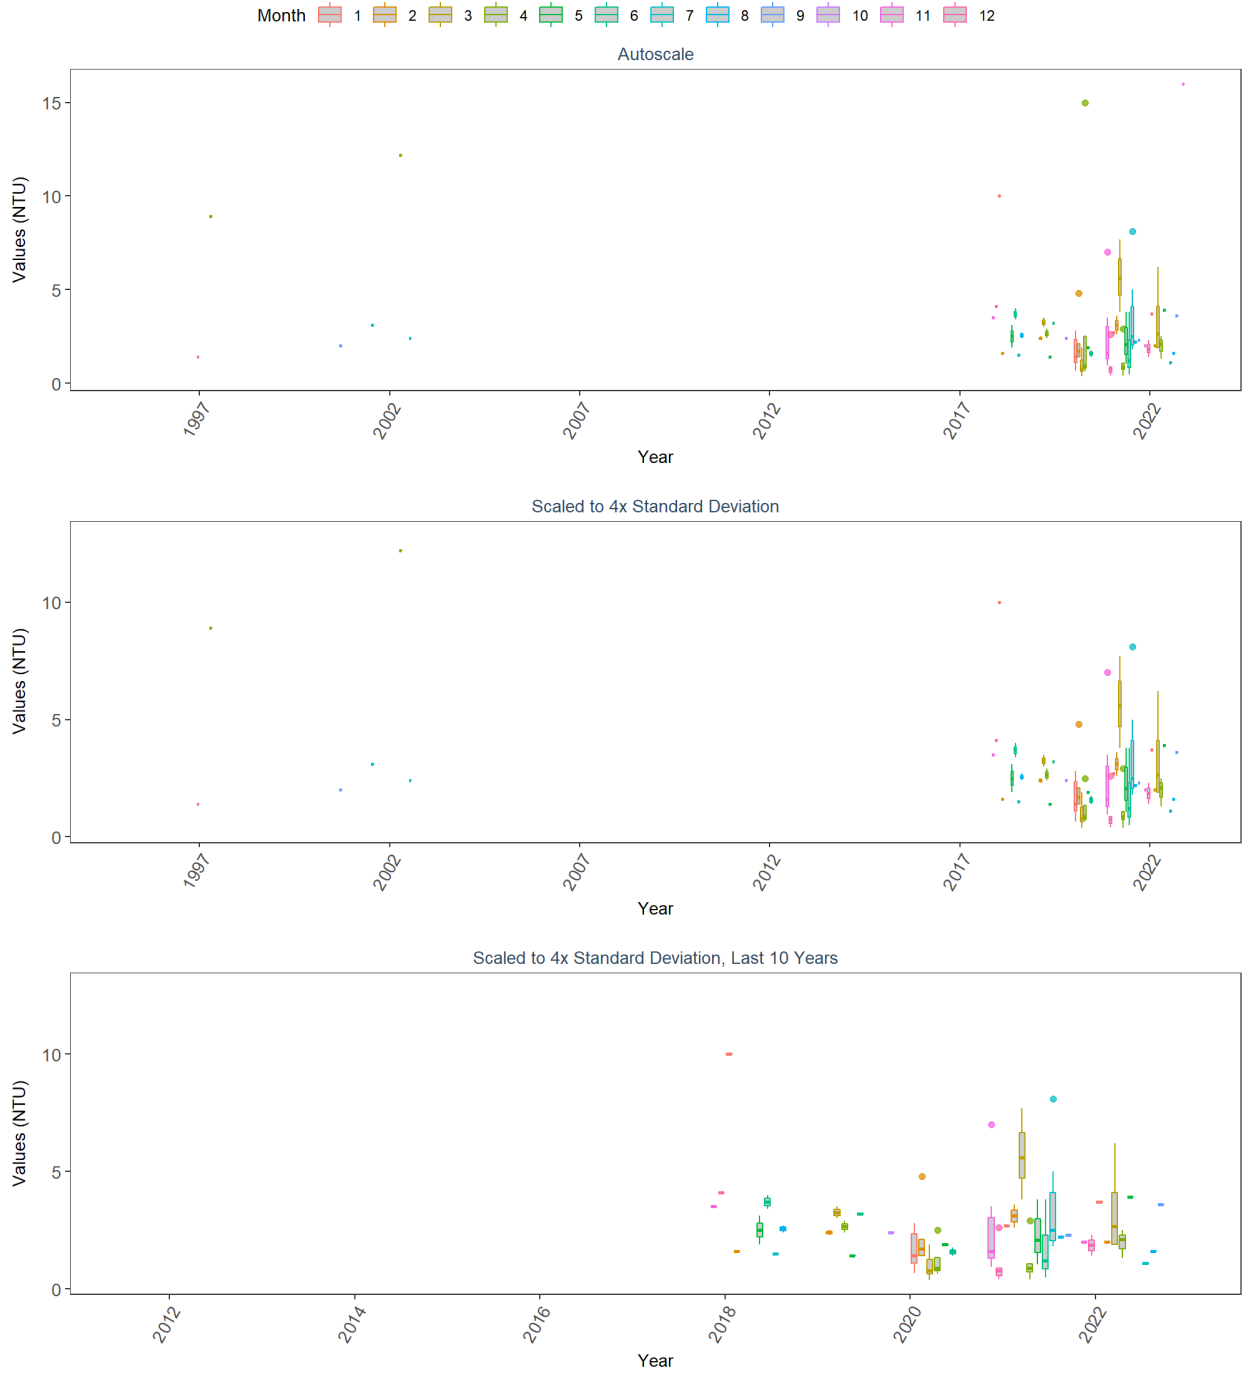 Month 1 2 3 4 5 6 7 8 9 10 11 12
Autoscale
Values (NTU)
15
10
5
0
1997 2002 2007 2012 2017 2022
Year
Scaled to 4x Standard Deviation
Values (NTU)
10
5
0
1997 2002 2007 2012 2017 2022
Year
Scaled to 4x Standard Deviation, Last 10 Years
Values (NTU)
10
5
0
2012 2014 2016 2018 2020 2022
Year